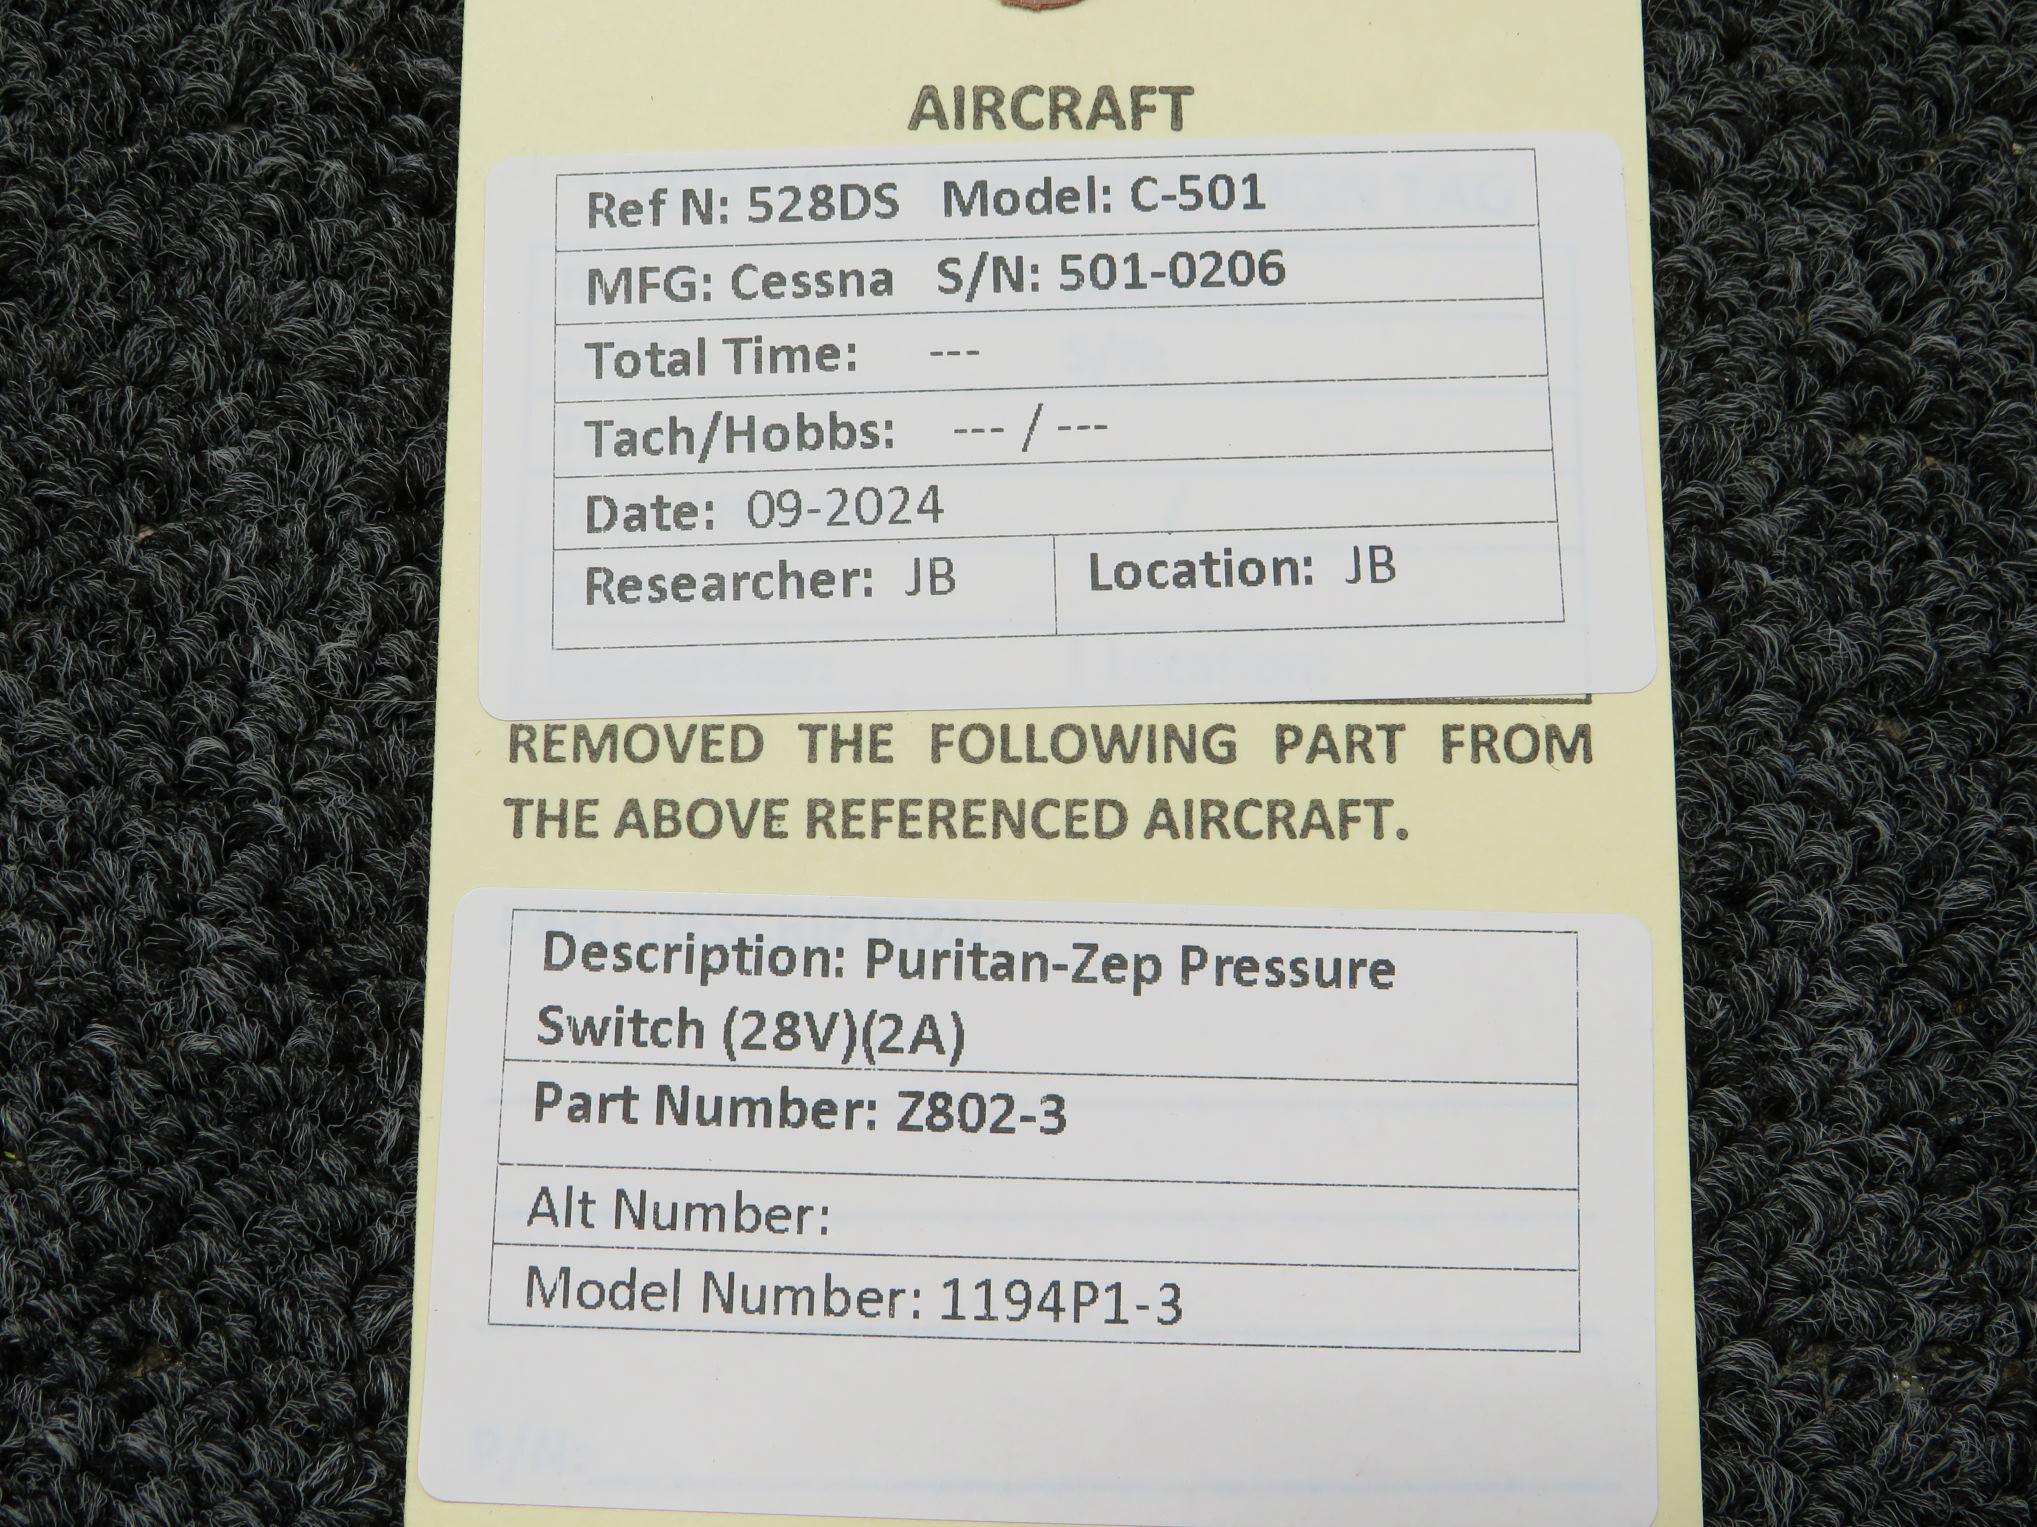 AIRCRAFT
Ref N: 528DS Model: C-501
MFG: Cessna S/N: 501-0206
Total Time: ---
S/N:
Tach/Hobbs: --- / ---
Date: 09-2024
Researcher: JB Location: JB
Location:
REMOVED THE FOLLOWING PART FROM
THE ABOVE REFERENCED AIRCRAFT.
Description: Puritan-Zep Pressure
Switch (28V)(2A)
Part Number: Z802-3
Alt Number:
Model Number: 1194P1-3
P/N: